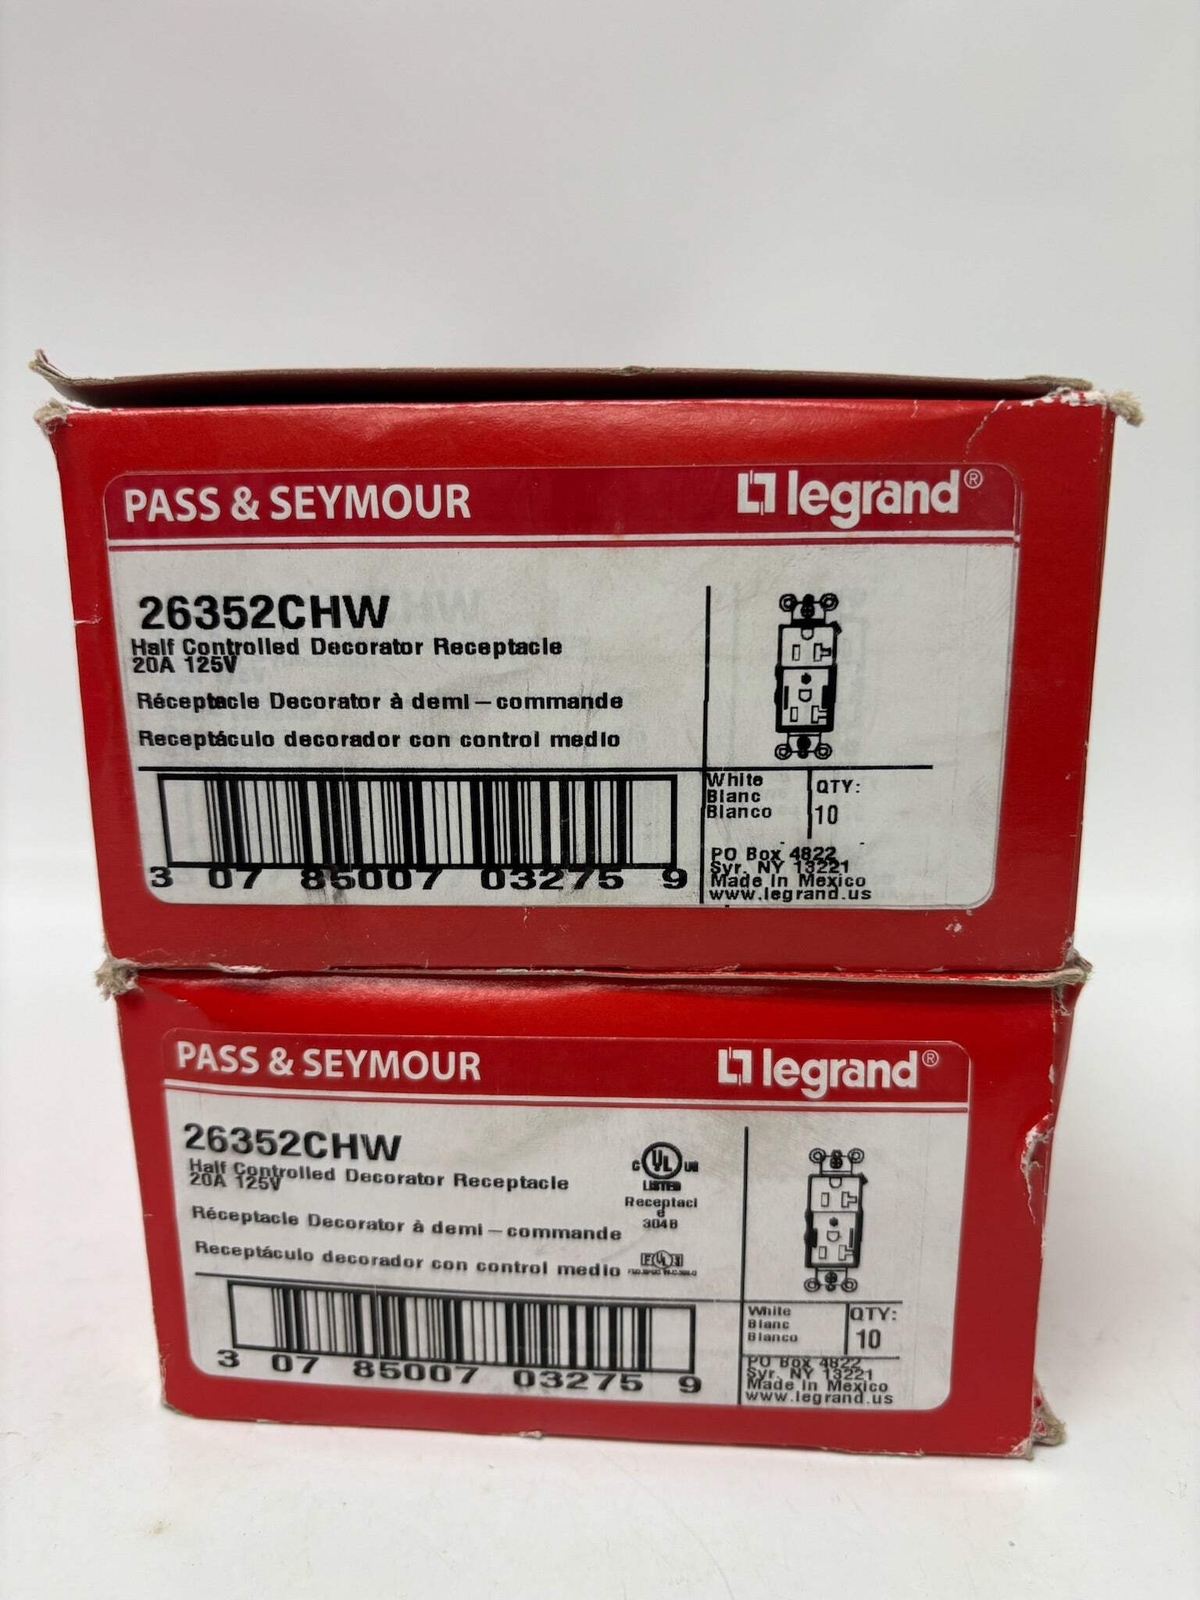 PASS & SEYMOUR
legrand®
26352CHW
Half Controlled Decorator Receptacle
20A 125V
Réceptacle Decorator à demi-commande
Receptáculo decorador con control medio
White
Blanc
Blanco
QTY:
10
3 07 85007 03275 9
PO Box 4822
Syr. NY 13221
Made In Mexico
www.legrand.us
PASS & SEYMOUR
legrand®
26352CHW
Half Controlled Decorator Receptacle
20A 125V
Réceptacle Decorator à demi-commande
Receptáculo decorador con control medio
C UL US
LISTED
Receptacl
e
304B
White
Blanc
Blanco
QTY:
10
3 07 85007 03275 9
PO Box 4822
Syr. NY 13221
Made In Mexico
www.legrand.us